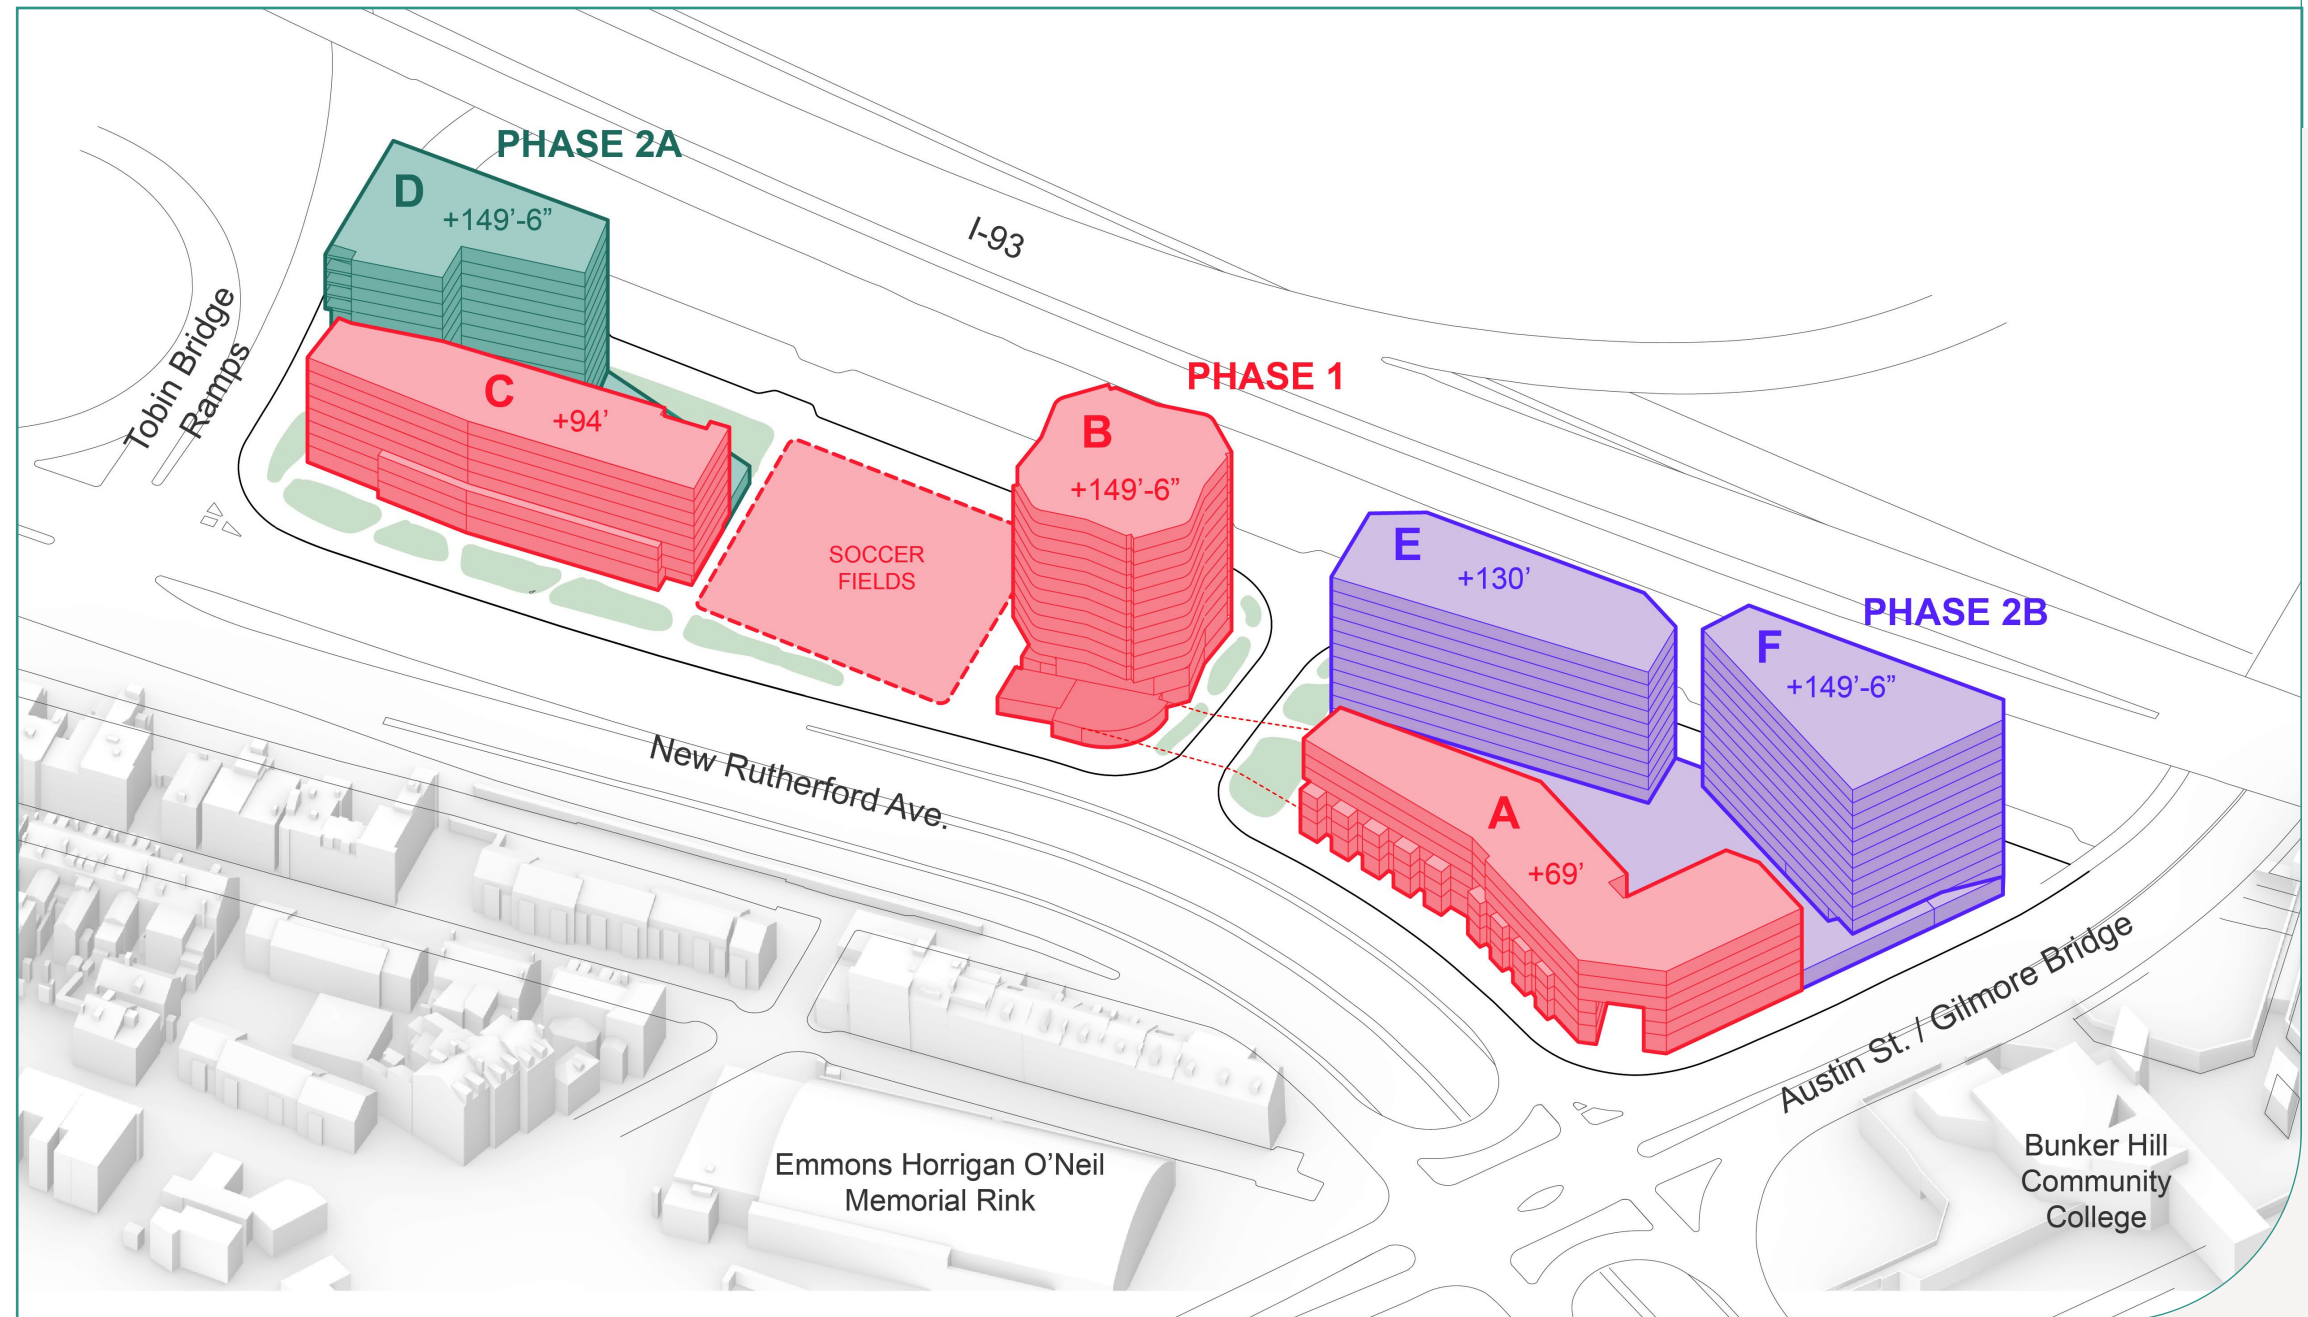 PHASE 2A
D
+149’-6”
I-93
Tobin Bridge
Ramps
C
+94’
PHASE 1
B
+149’-6”
SOCCER
FIELDS
E
+130’
PHASE 2B
F
+149’-6”
A
+69’
New Rutherford Ave.
Austin St. / Gilmore Bridge
Emmons Horrigan O’Neil
Memorial Rink
Bunker Hill
Community
College